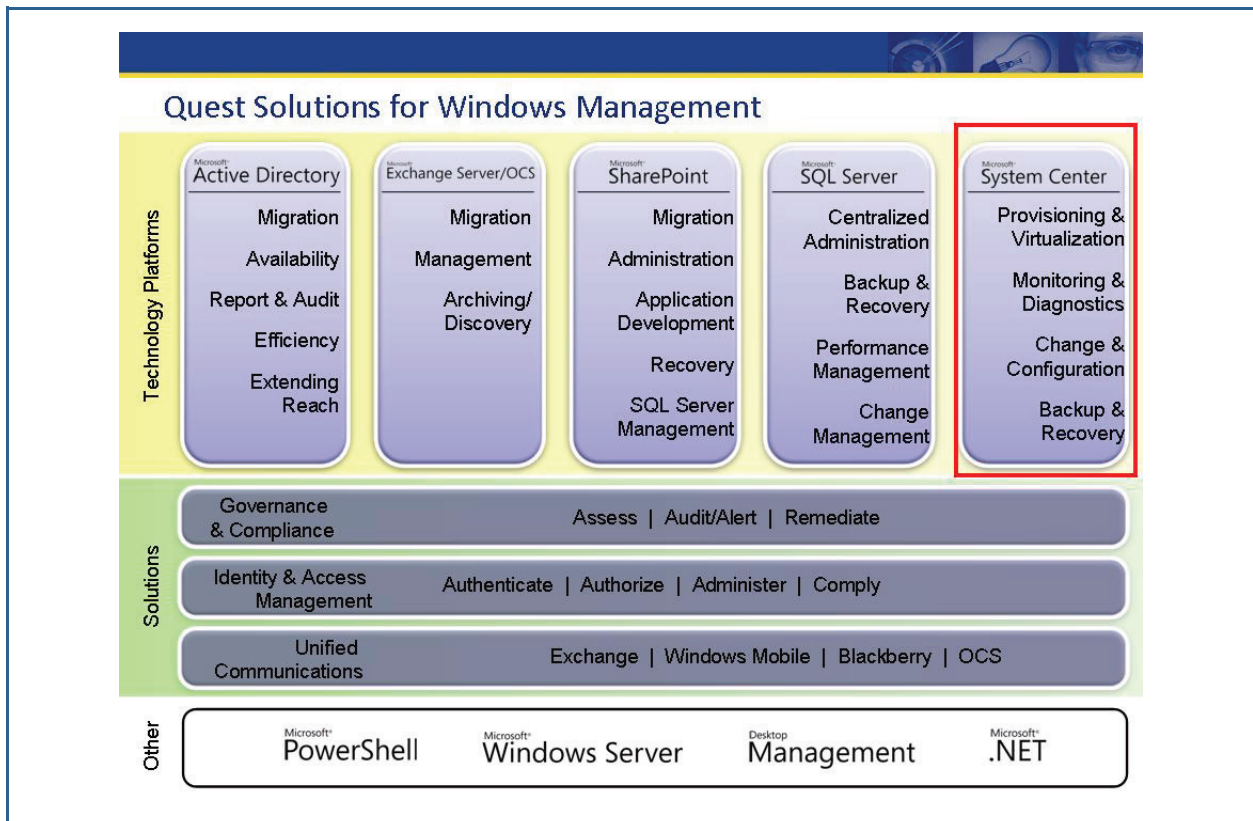 Quest Solutions for Windows Management
Technology Platforms
Microsoft®
Active Directory
Migration
Availability
Report & Audit
Efficiency
Extending
Reach
Microsoft®
Exchange Server/OCS
Migration
Management
Archiving/
Discovery
Microsoft®
SharePoint
Migration
Administration
Application
Development
Recovery
SQL Server
Management
Microsoft®
SQL Server
Centralized
Administration
Backup &
Recovery
Performance
Management
Change
Management
Microsoft®
System Center
Provisioning &
Virtualization
Monitoring &
Diagnostics
Change &
Configuration
Backup &
Recovery
Solutions
Governance
& Compliance
Assess | Audit/Alert | Remediate
Identity & Access
Management
Authenticate | Authorize | Administer | Comply
Unified
Communications
Exchange | Windows Mobile | Blackberry | OCS
Other
Microsoft®
PowerShell
Microsoft®
Windows Server
Desktop
Management
Microsoft®
.NET